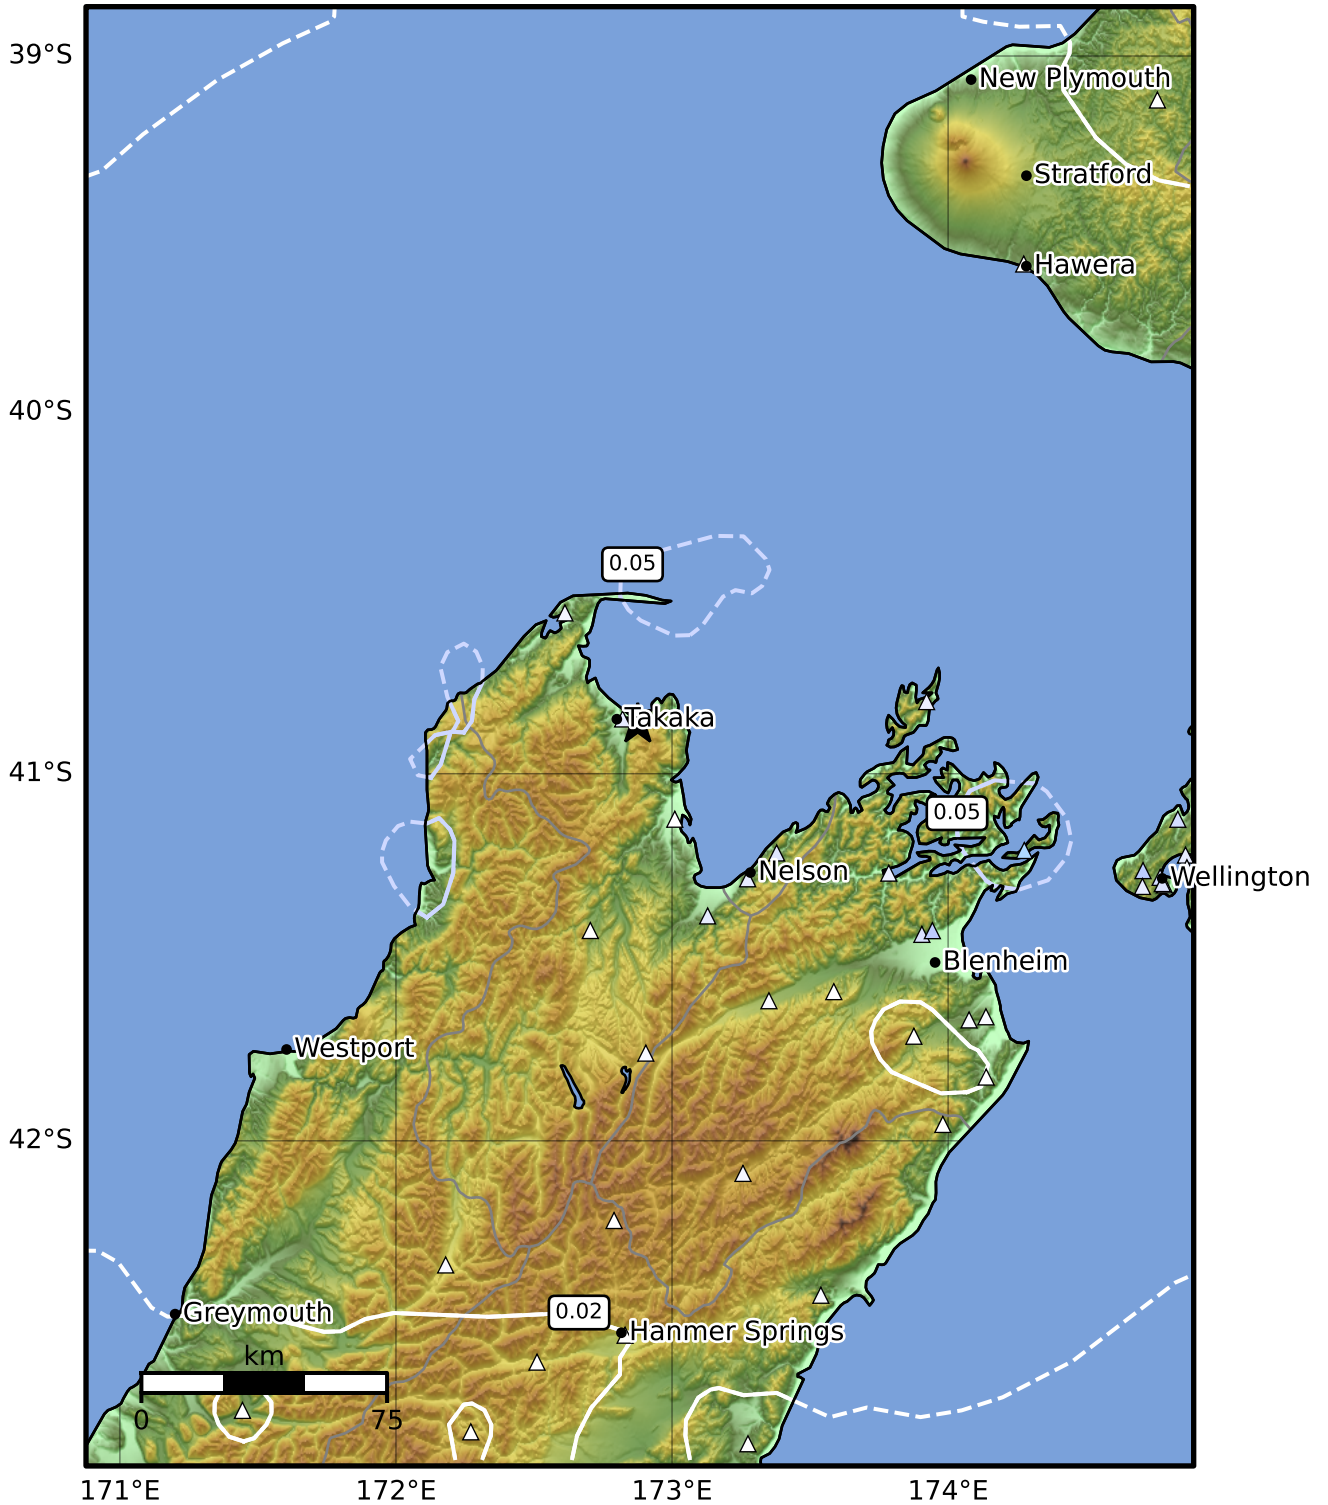 39°S
New Plymouth
Stratford
Hawera
40°S
0.05
Takaka
41°S
0.05
Nelson
Wellington
Blenheim
Westport
42°S
0.02
Greymouth
Hanmer Springs
km
0 75
171°E 172°E 173°E 174°E